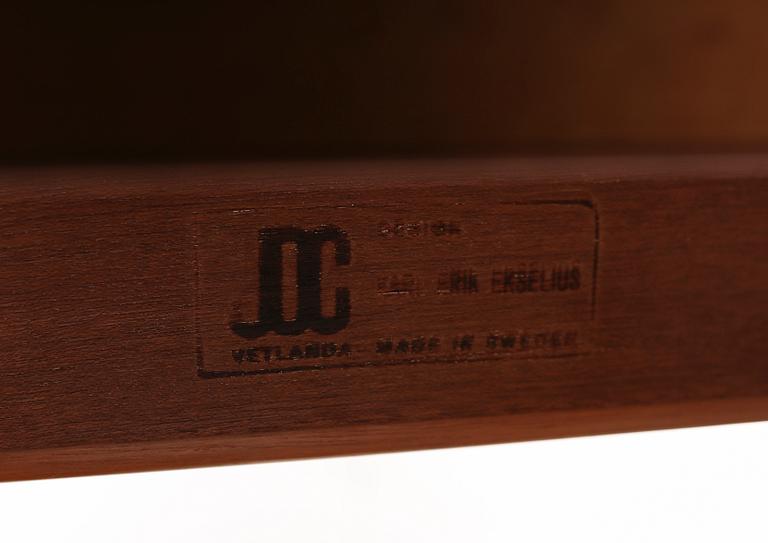 JOC
DESIGN
KARL ERIK EKSELIUS
VETLANDA MADE IN SWEDEN